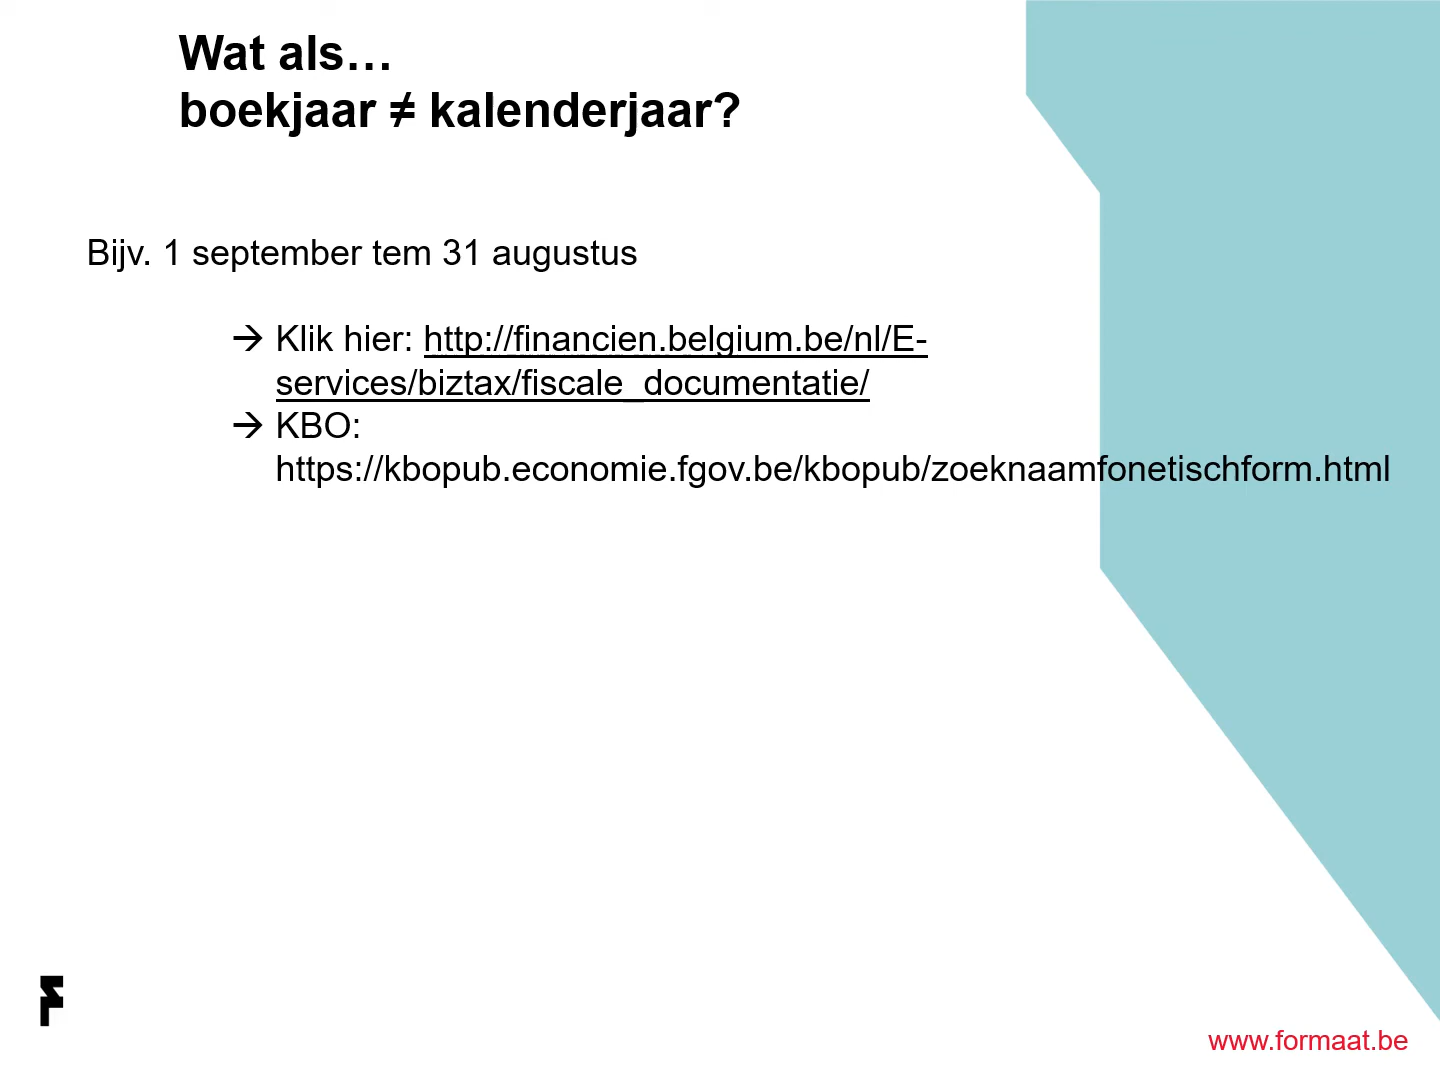 Wat als…
boekjaar ≠ kalenderjaar?
Bijv. 1 september tem 31 augustus
→ Klik hier: http://financien.belgium.be/nl/E-
services/biztax/fiscale_documentatie/
→ KBO:
https://kbopub.economie.fgov.be/kbopub/zoeknaamfonetischform.html
www.formaat.be